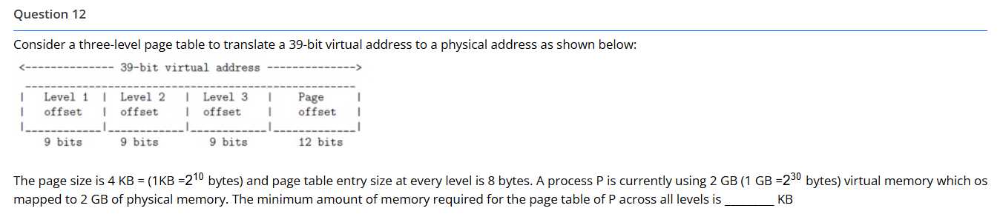 Question 12
Consider a three-level page table to translate a 39-bit virtual address to a physical address as shown below:
<-------------- 39-bit virtual address -------------->
| Level 1 | Level 2 | Level 3 | Page |
| offset | offset | offset | offset |
9 bits 9 bits 9 bits 12 bits
The page size is 4 KB = (1KB =2^10 bytes) and page table entry size at every level is 8 bytes. A process P is currently using 2 GB (1 GB =2^30 bytes) virtual memory which os
mapped to 2 GB of physical memory. The minimum amount of memory required for the page table of P across all levels is ________ KB